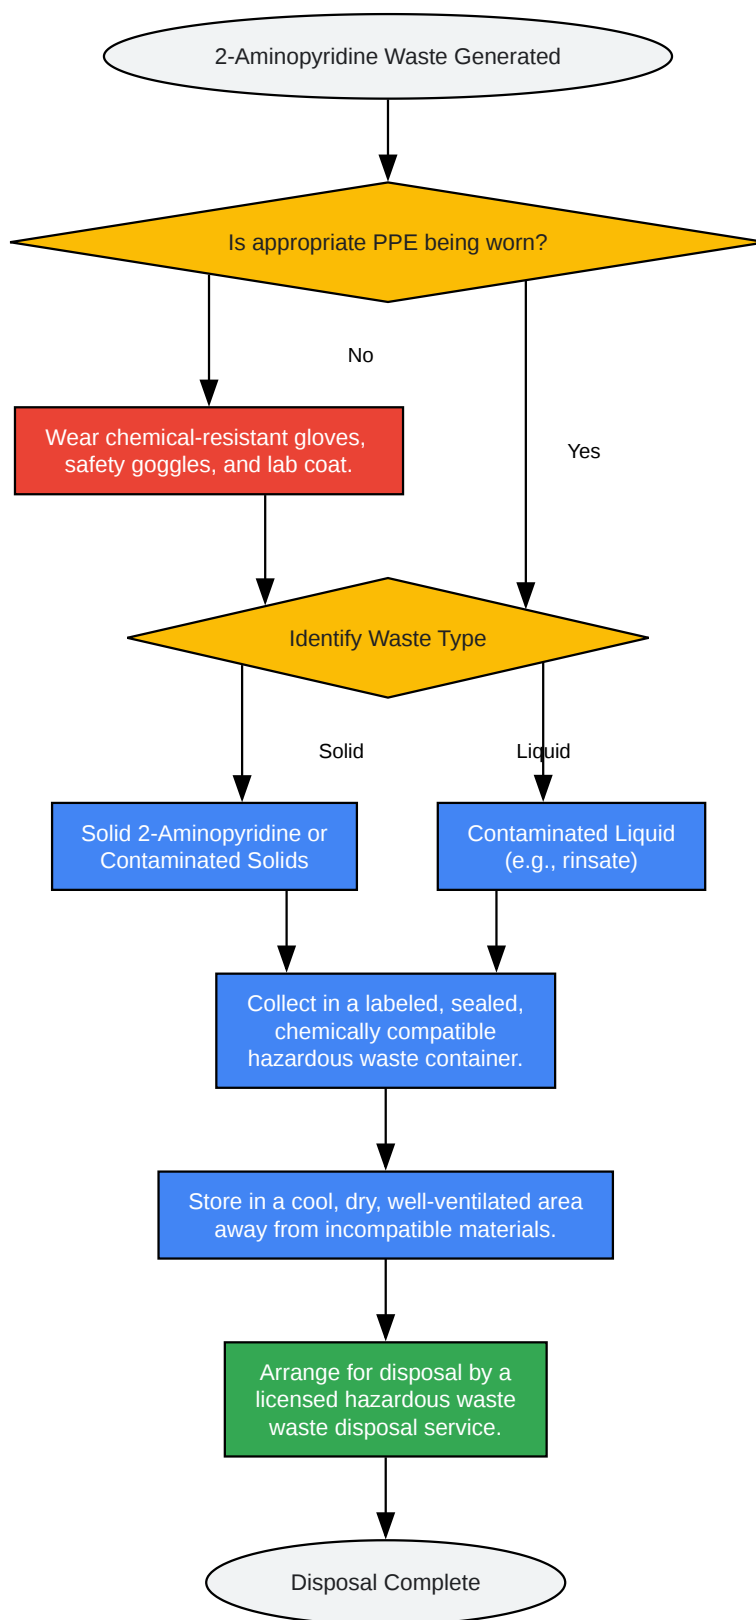 2-Aminopyridine Waste Generated
Is appropriate PPE being worn?
No
Wear chemical-resistant gloves,
safety goggles, and lab coat.
Yes
Identify Waste Type
Solid
Liquid
Solid 2-Aminopyridine or
Contaminated Solids
Contaminated Liquid
(e.g., rinsate)
Collect in a labeled, sealed,
chemically compatible
hazardous waste container.
Store in a cool, dry, well-ventilated area
away from incompatible materials.
Arrange for disposal by a
licensed hazardous waste
waste disposal service.
Disposal Complete